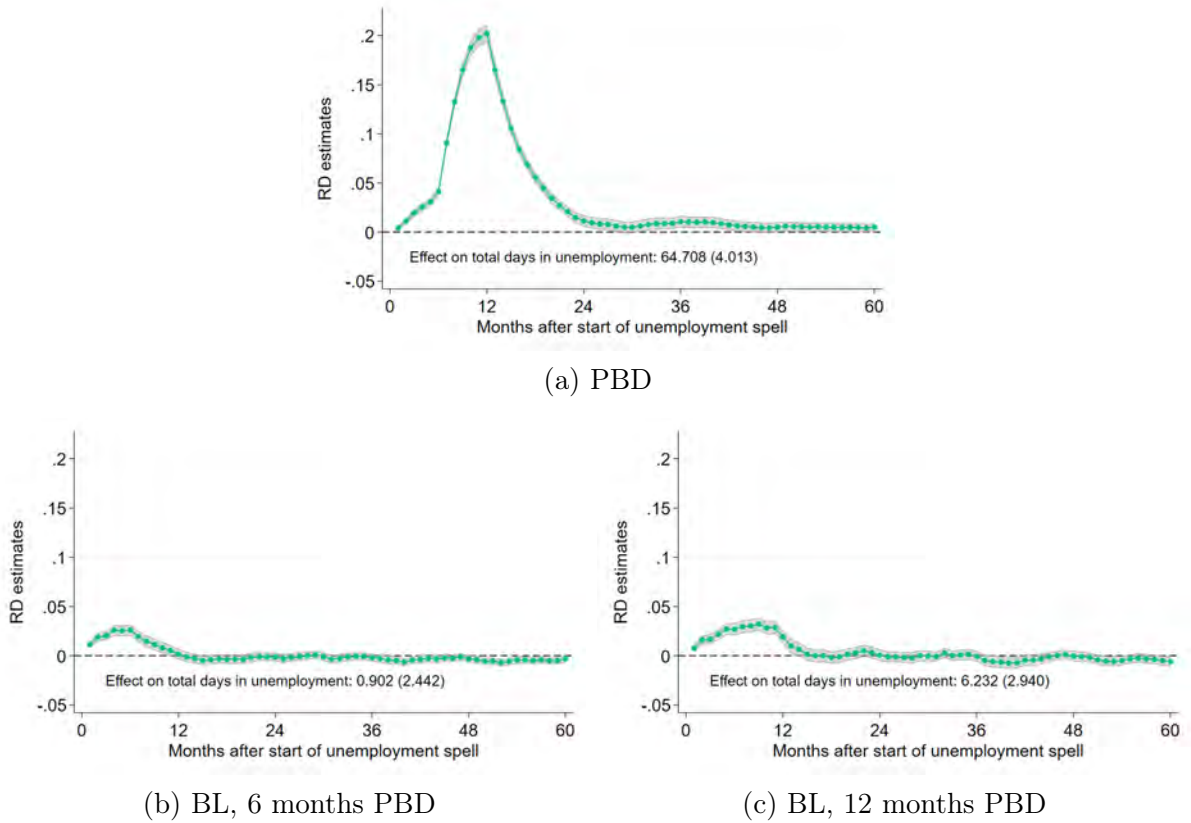 .2
.15
.1
.05
0
-.05
RD estimates
Effect on total days in unemployment: 64.708 (4.013)
0 12 24 36 48 60
Months after start of unemployment spell
(a) PBD
.2
.15
.1
.05
0
-.05
RD estimates
Effect on total days in unemployment: 0.902 (2.442)
0 12 24 36 48 60
Months after start of unemployment spell
(b) BL, 6 months PBD
.2
.15
.1
.05
0
-.05
RD estimates
Effect on total days in unemployment: 6.232 (2.940)
0 12 24 36 48 60
Months after start of unemployment spell
(c) BL, 12 months PBD